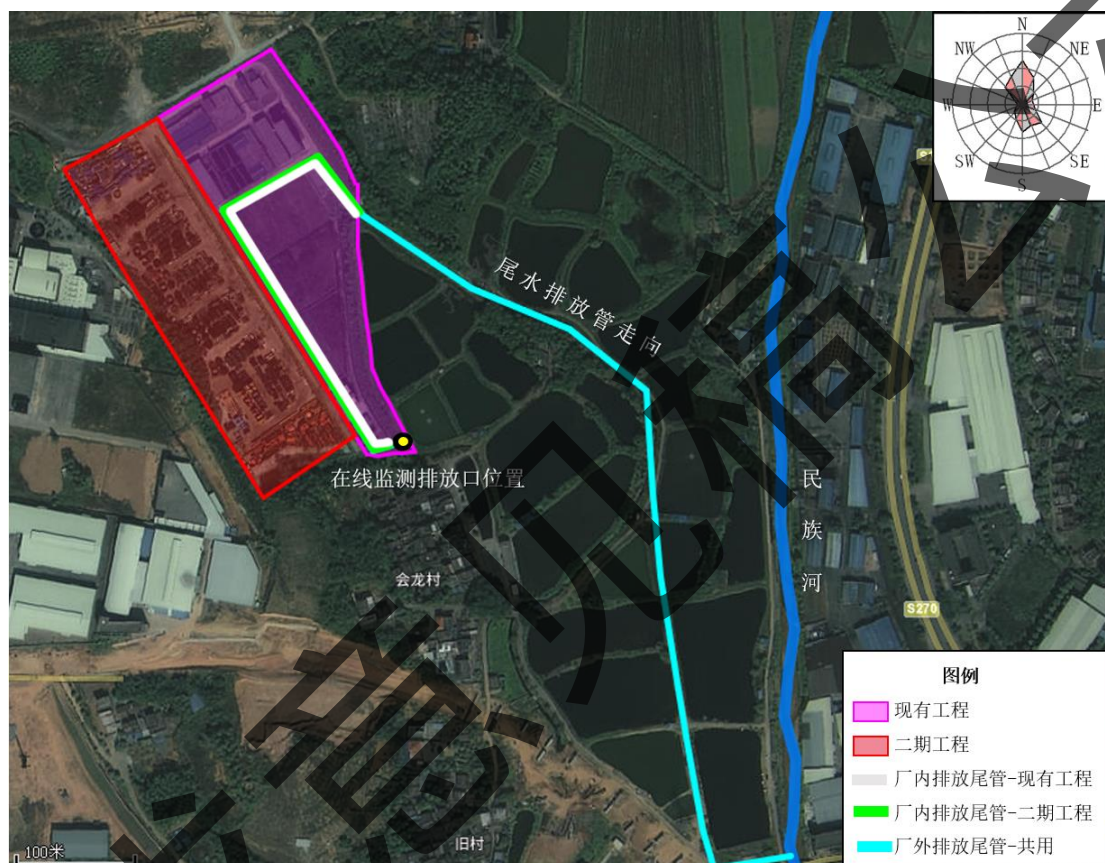 N
NW
NE
W
E
SW
SE
S
尾水排放管走向
在线监测排放口位置
民族河
会龙村
S270
旧村
100米
图例
现有工程
二期工程
厂内排放尾管-现有工程
厂内排放尾管-二期工程
厂外排放尾管-共用